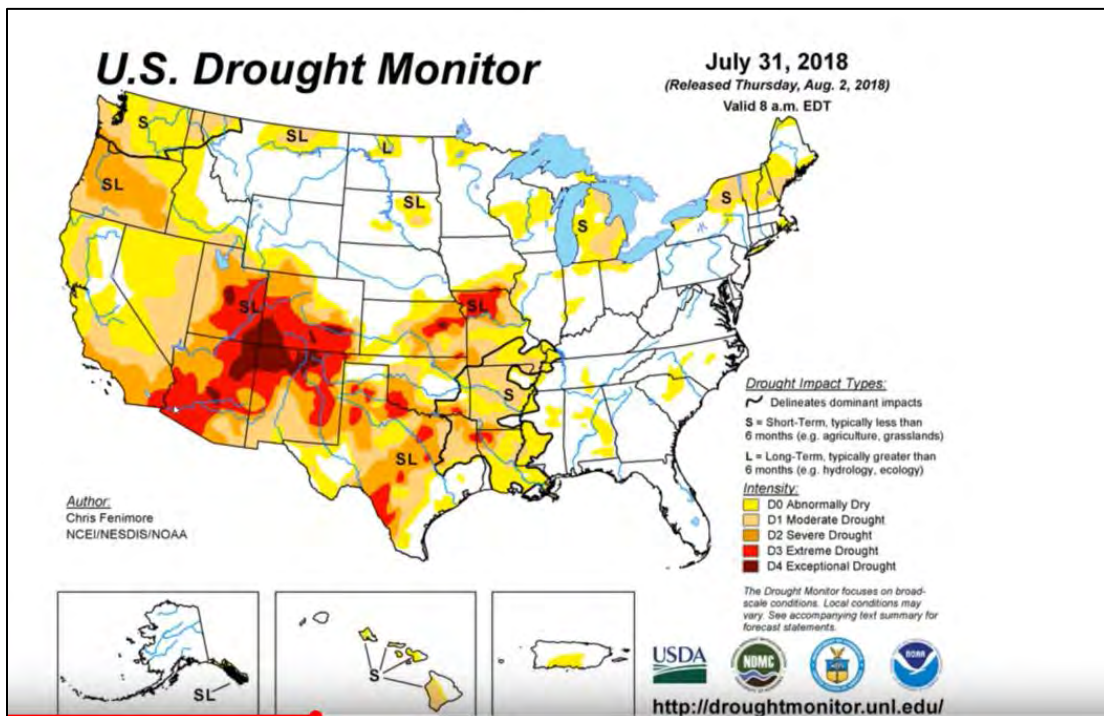 U.S. Drought Monitor
July 31, 2018
(Released Thursday, Aug. 2, 2018)
Valid 8 a.m. EDT
S
SL
L
SL
SL
S
S
SL
SL
S
SL
Drought Impact Types:
Delineates dominant impacts
S = Short-Term, typically less than
6 months (e.g. agriculture, grasslands)
L = Long-Term, typically greater than
6 months (e.g. hydrology, ecology)
Intensity:
D0 Abnormally Dry
D1 Moderate Drought
D2 Severe Drought
D3 Extreme Drought
D4 Exceptional Drought
Author:
Chris Fenimore
NCEI/NESDIS/NOAA
The Drought Monitor focuses on broad-
scale conditions. Local conditions may
vary. See accompanying text summary for
forecast statements.
SL
S
USDA
NDMC
NOAA
http://droughtmonitor.unl.edu/